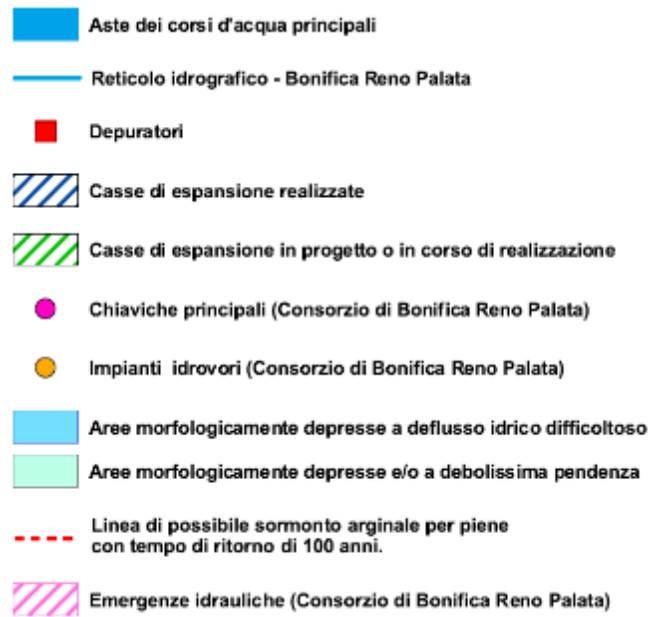 Aste dei corsi d'acqua principali
Reticolo idrografico - Bonifica Reno Palata
Depuratori
Casse di espansione realizzate
Casse di espansione in progetto o in corso di realizzazione
Chiaviche principali (Consorzio di Bonifica Reno Palata)
Impianti idrovori (Consorzio di Bonifica Reno Palata)
Aree morfologicamente depresse a deflusso idrico difficoltoso
Aree morfologicamente depresse e/o a debolissima pendenza
Linea di possibile sormonto arginale per piene
con tempo di ritorno di 100 anni.
Emergenze idrauliche (Consorzio di Bonifica Reno Palata)